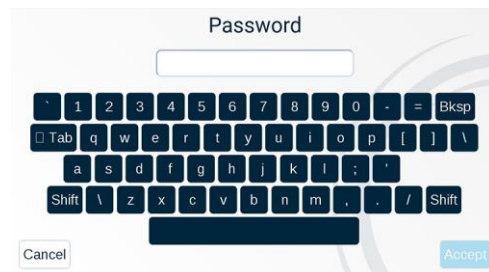 Password
` 1 2 3 4 5 6 7 8 9 0 - = Bksp
Tab q w e r t y u i o p [ ] \
a s d f g h j k l ; '
Shift \ z x c v b n m , . / Shift
Cancel Accept